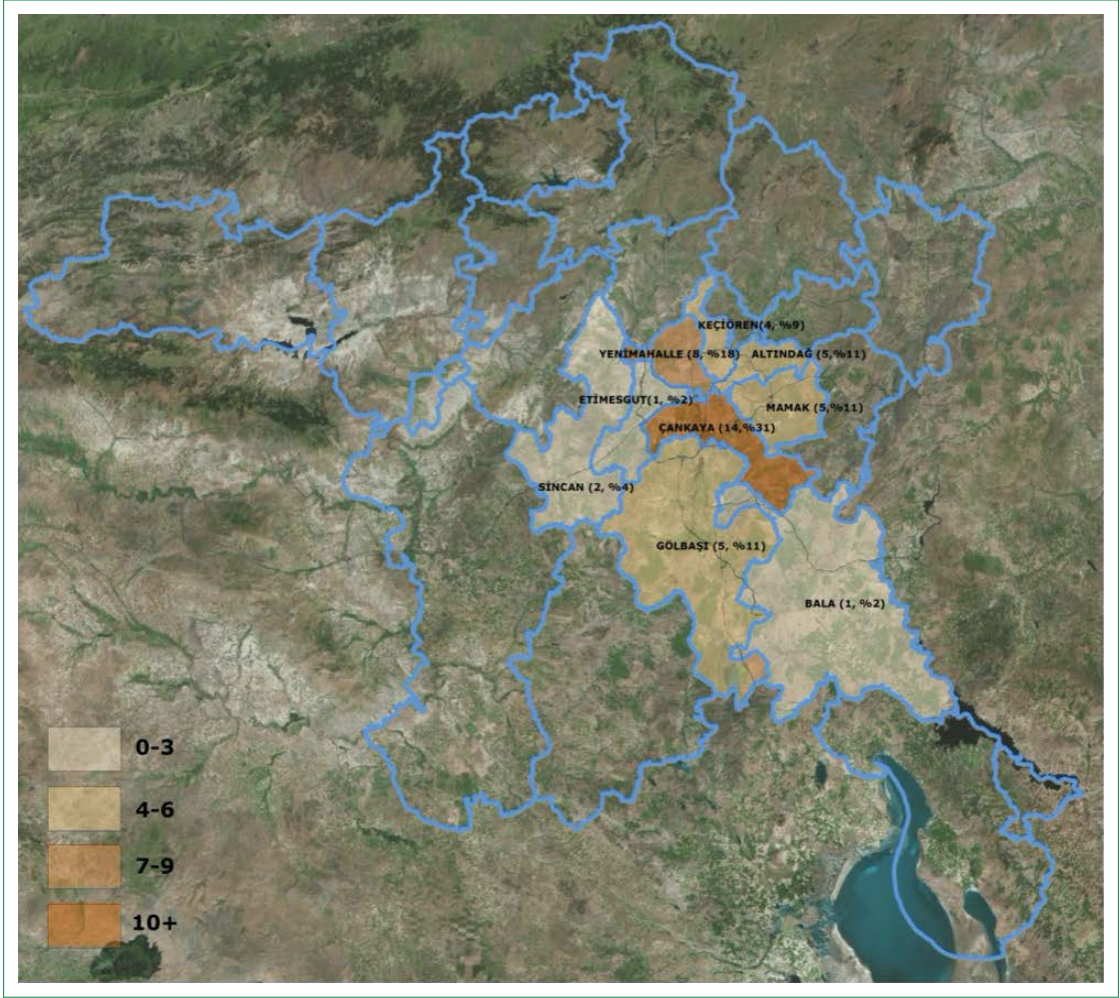 KEÇİÖREN(4, %9)
YENİMAHALLE (8, %18)
ALTINDAĞ (5,%11)
ETİMESGUT(1, %2)
MAMAK (5,%11)
ÇANKAYA (14,%31)
SİNCAN (2, %4)
GÖLBAŞI (5, %11)
BALA (1, %2)
0-3
4-6
7-9
10+